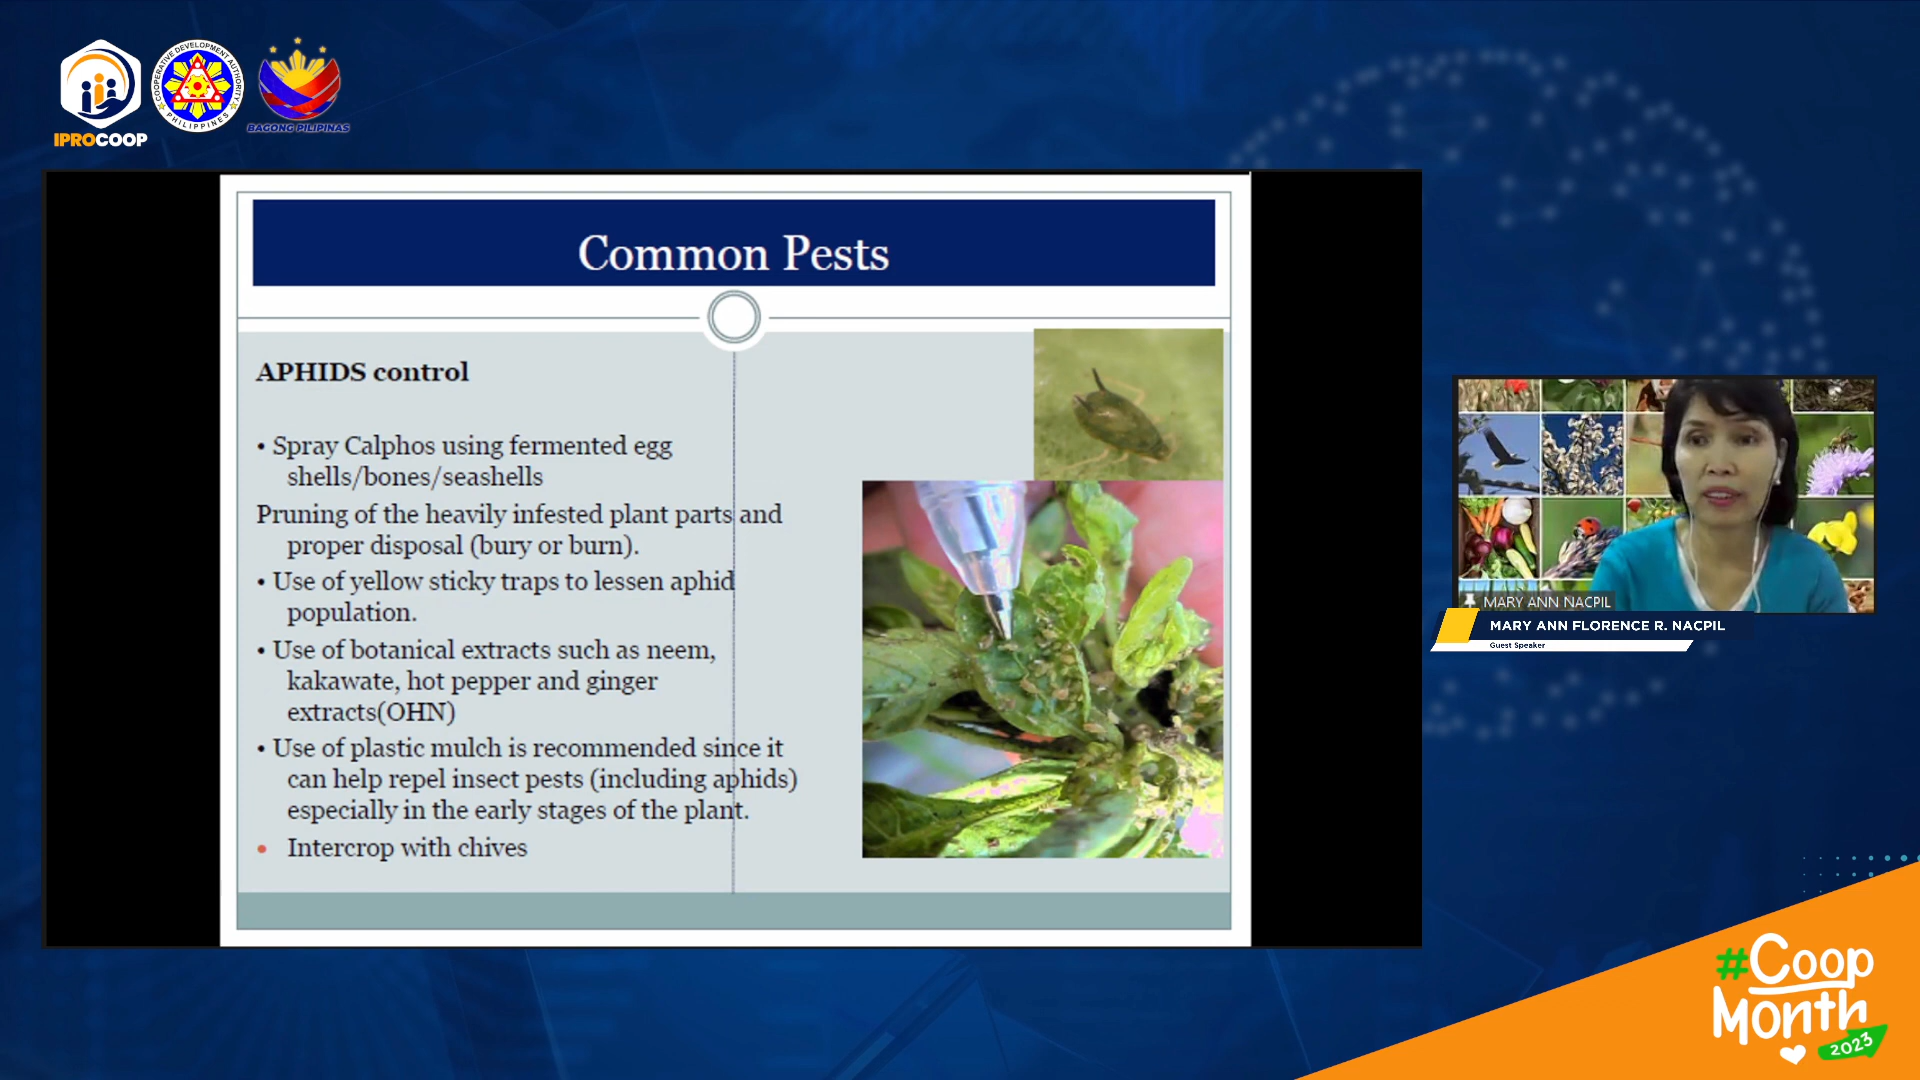 IPROCOOP
COOPERATIVE DEVELOPMENT AUTHORITY
PHILIPPINES
BAGONG PILIPINAS
Common Pests
APHIDS control
• Spray Calphos using fermented egg
shells/bones/seashells
Pruning of the heavily infested plant parts and
proper disposal (bury or burn).
• Use of yellow sticky traps to lessen aphid
population.
• Use of botanical extracts such as neem,
kakawate, hot pepper and ginger
extracts(OHN)
• Use of plastic mulch is recommended since it
can help repel insect pests (including aphids)
especially in the early stages of the plant.
• Intercrop with chives
MARY ANN NACPIL
MARY ANN FLORENCE R. NACPIL
Guest Speaker
#Coop
Month
2023